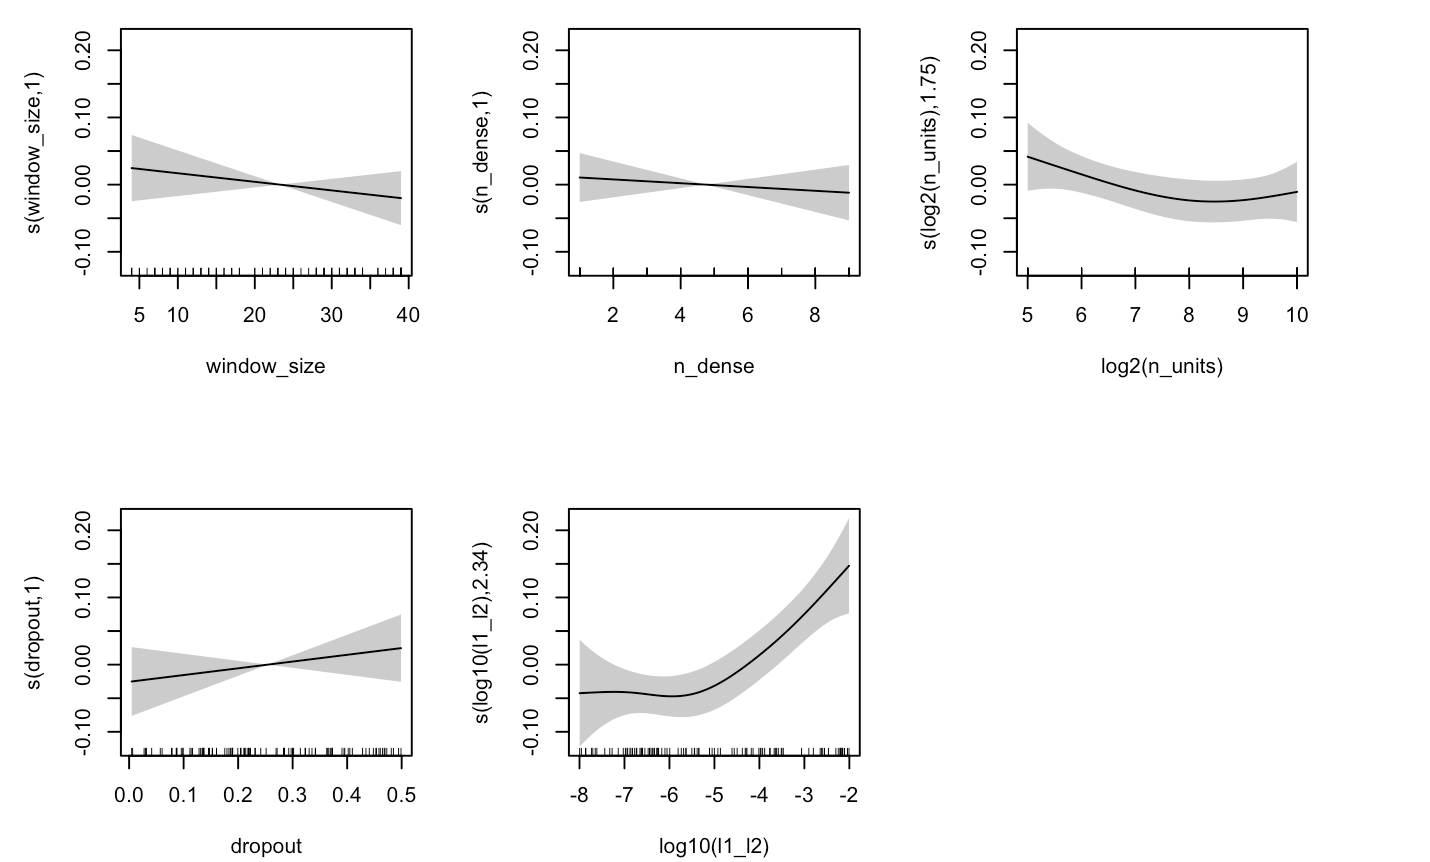 s(window_size,1)
0.20
0.10
0.00
-0.10
5 10 20 30 40
window_size
s(n_dense,1)
0.20
0.10
0.00
-0.10
2 4 6 8
n_dense
s(log2(n_units),1.75)
0.20
0.10
0.00
-0.10
5 6 7 8 9 10
log2(n_units)
s(dropout,1)
0.20
0.10
0.00
-0.10
0.0 0.1 0.2 0.3 0.4 0.5
dropout
s(log10(l1_l2),2.34)
0.20
0.10
0.00
-0.10
-8 -7 -6 -5 -4 -3 -2
log10(l1_l2)